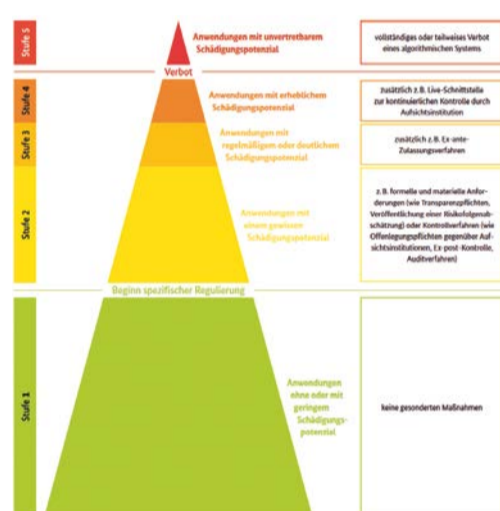 Stufe 5
Anwendungen mit unvertretbarem
Schädigungspotenzial
vollständiges oder teilweises Verbot
eines algorithmischen Systems
Verbot
Stufe 4
Anwendungen mit erheblichem
Schädigungspotenzial
zusätzlich z.B. Live-Schnittstelle
zur kontinuierlichen Kontrolle durch
Aufsichtsinstitution
Stufe 3
Anwendungen mit
regelmäßigem oder deutlichem
Schädigungspotenzial
zusätzlich z.B. Ex-ante-
Zulassungsverfahren
Stufe 2
Anwendungen mit
einem gewissen
Schädigungspotenzial
z.B. formelle und materielle Anfor-
derungen (wie Transparenzpflichten,
Veröffentlichung einer Risikofolgenab-
schätzung) oder Kontrollverfahren (wie
Offenlegungspflichten gegenüber Auf-
sichtsinstitutionen, Ex-post-Kontrolle,
Auditverfahren)
Beginn spezifischer Regulierung
Stufe 1
Anwendungen
ohne oder mit
geringem
Schädigungs-
potenzial
keine gesonderten Maßnahmen